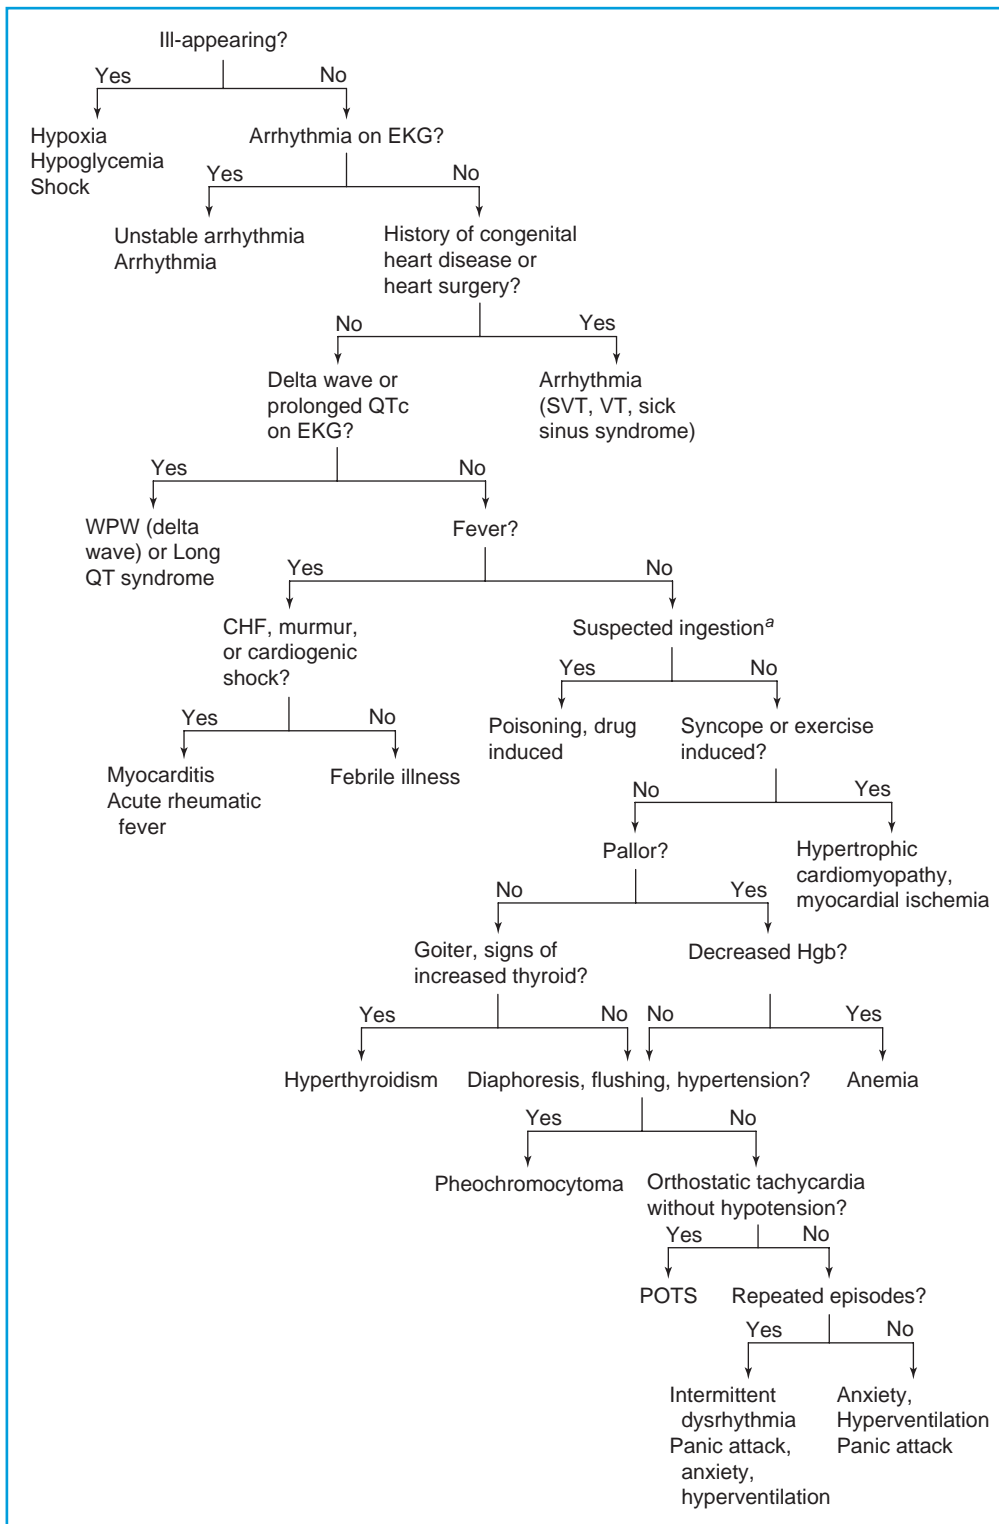 Ill-appearing?
Yes
No
Hypoxia
Hypoglycemia
Shock
Arrhythmia on EKG?
Yes
No
Unstable arrhythmia
Arrhythmia
History of congenital
heart disease or
heart surgery?
No
Yes
Delta wave or
prolonged QTc
on EKG?
Arrhythmia
(SVT, VT, sick
sinus syndrome)
Yes
No
WPW (delta
wave) or Long
QT syndrome
Fever?
Yes
No
CHF, murmur,
or cardiogenic
shock?
Suspected ingestionª
Yes
No
Yes
No
Myocarditis
Acute rheumatic
fever
Febrile illness
Poisoning, drug
induced
Syncope or exercise
induced?
No
Yes
Pallor?
Hypertrophic
cardiomyopathy,
myocardial ischemia
No
Yes
Goiter, signs of
increased thyroid?
Decreased Hgb?
Yes
No
No
Yes
Hyperthyroidism
Diaphoresis, flushing, hypertension?
Anemia
Yes
No
Pheochromocytoma
Orthostatic tachycardia
without hypotension?
Yes
No
POTS
Repeated episodes?
Yes
No
Intermittent
dysrhythmia
Panic attack,
anxiety,
hyperventilation
Anxiety,
Hyperventilation
Panic attack